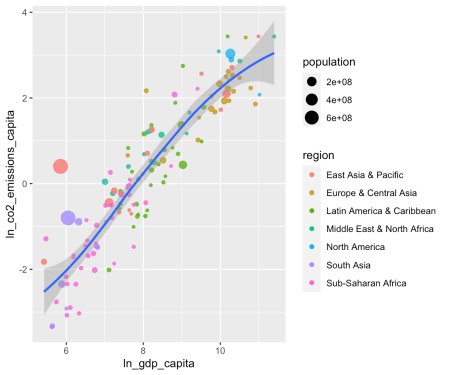 4
2
0
-2
6
8
10
ln_gdp_capita
ln_co2_emissions_capita
population
2e+08
4e+08
6e+08
region
East Asia & Pacific
Europe & Central Asia
Latin America & Caribbean
Middle East & North Africa
North America
South Asia
Sub-Saharan Africa